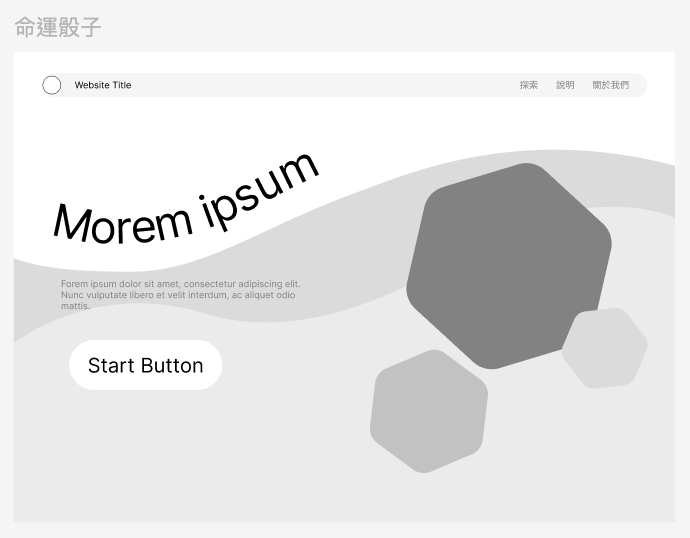 命運骰子
Website Title
探索
說明
關於我們
Morem ipsum
Forem ipsum dolor sit amet, consectetur adipiscing elit.
Nunc vulputate libero et velit interdum, ac aliquet odio
mattis.
Start Button